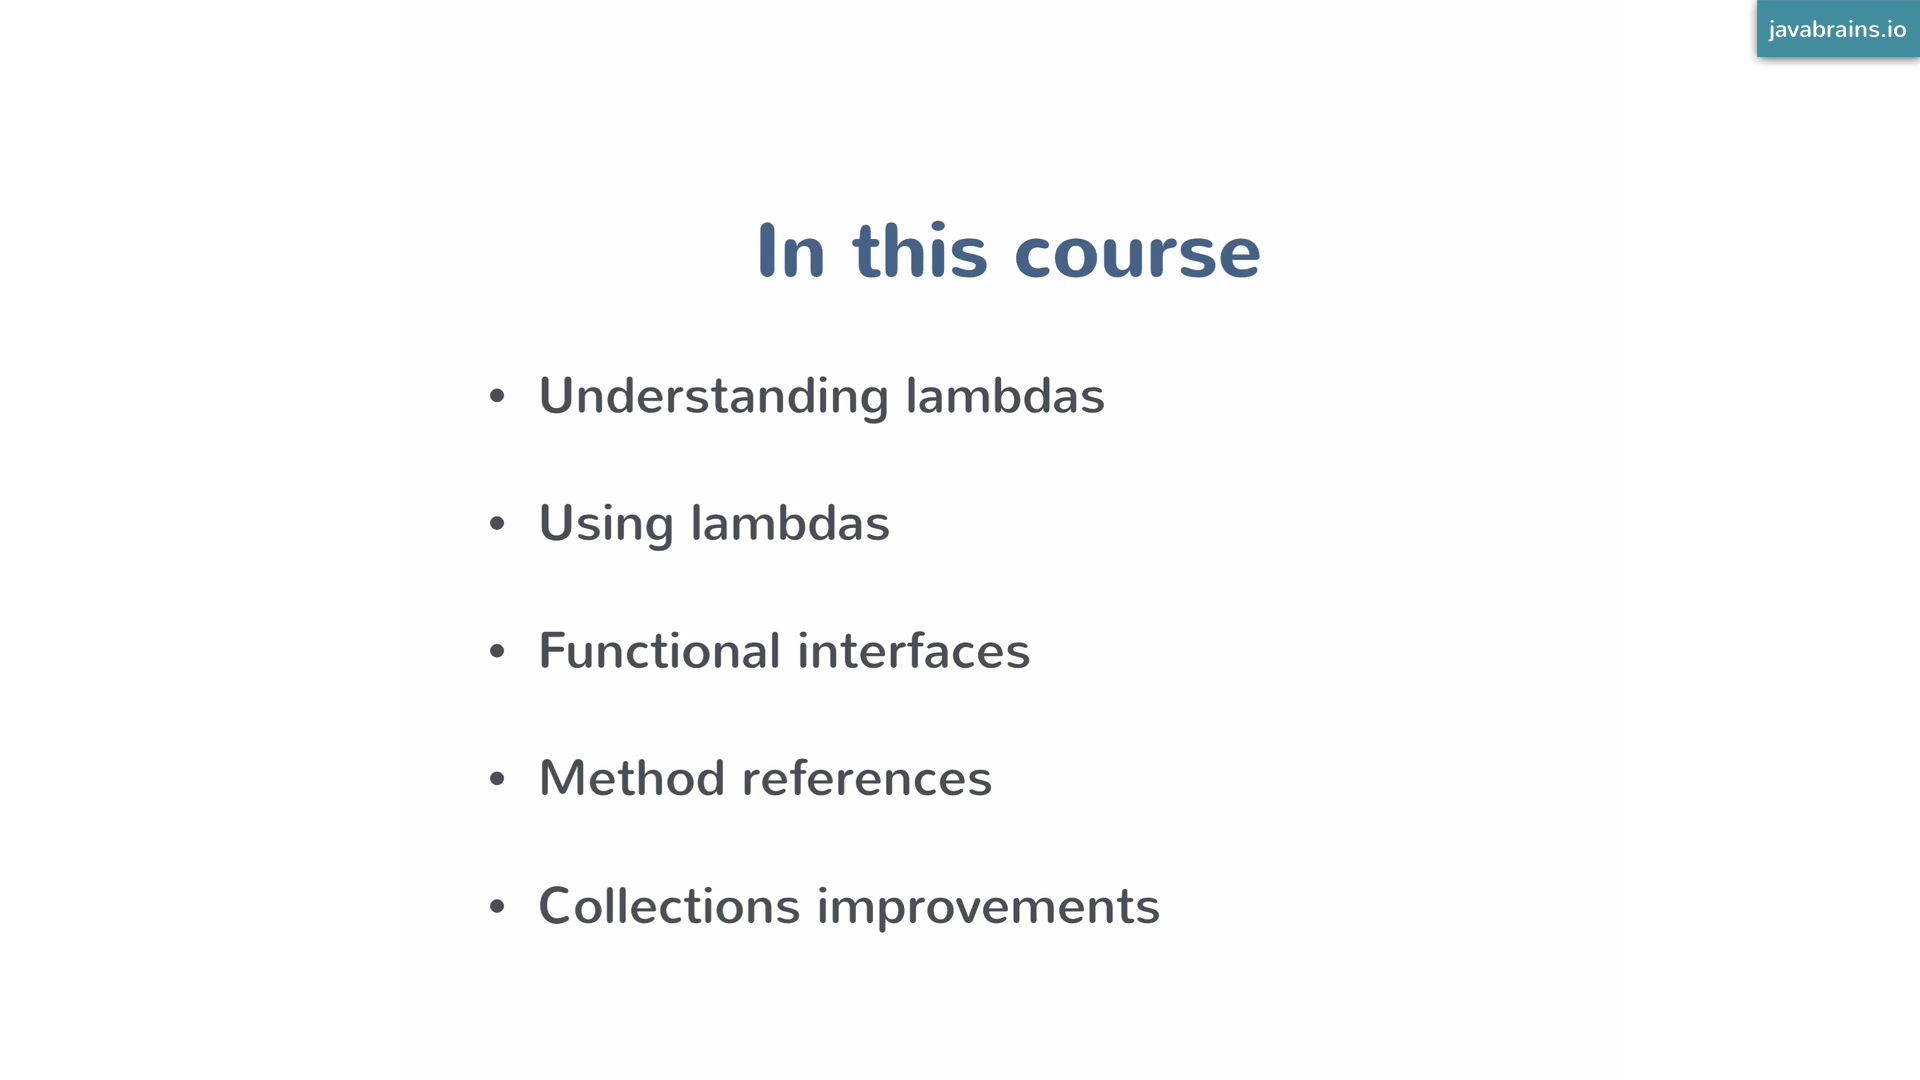 javabrains.io
In this course
• Understanding lambdas
• Using lambdas
• Functional interfaces
• Method references
• Collections improvements